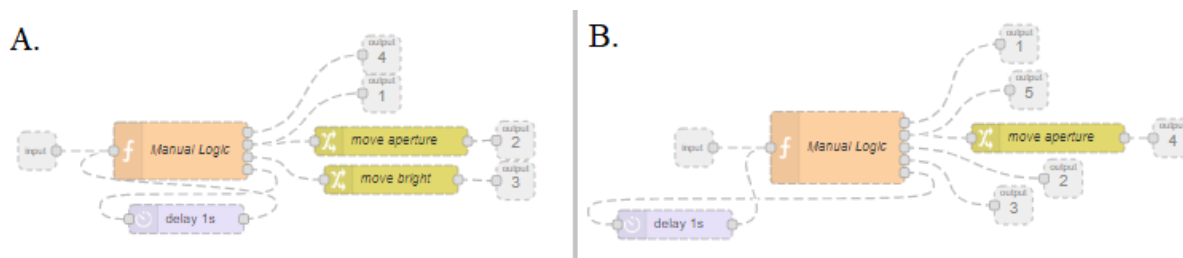 A.
output
4
output
1
input
Manual Logic
move aperture
output
2
move bright
output
3
delay 1s
B.
output
1
output
5
input
Manual Logic
move aperture
output
4
output
2
output
3
delay 1s